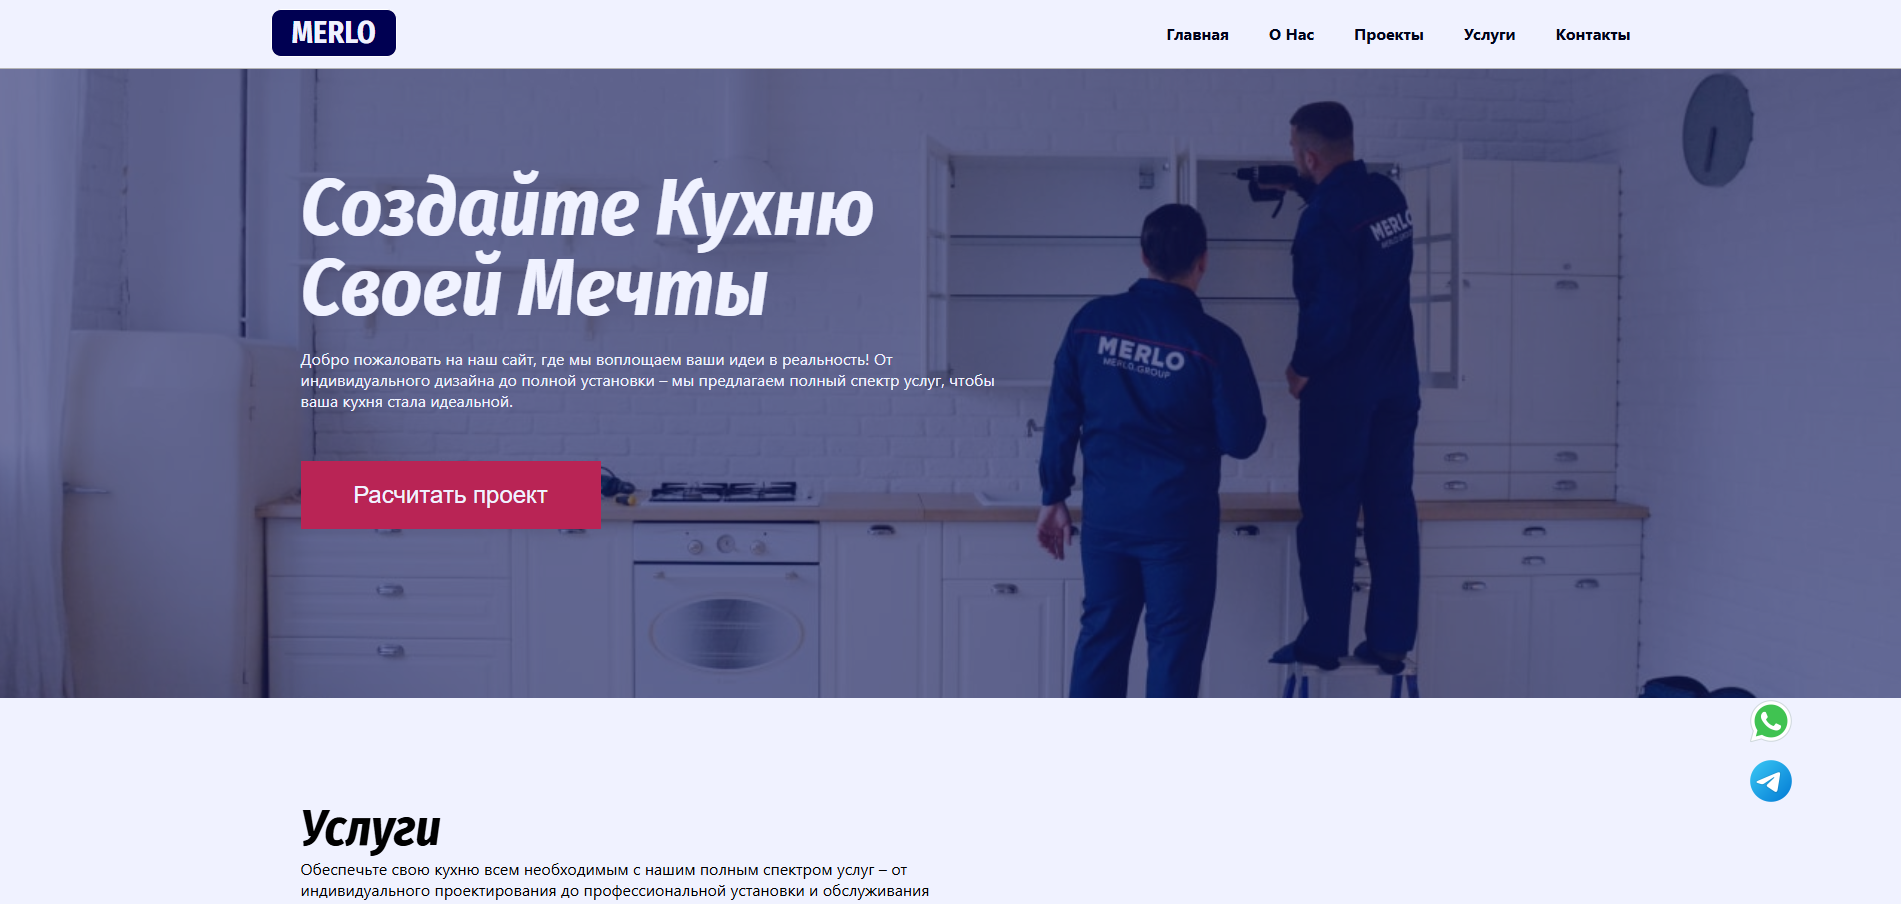 MERLO
Главная
О Нас
Проекты
Услуги
Контакты
Создайте Кухню
Своей Мечты
MERLO
MERLO.GROUP
MERLO
MERLO.GROUP
Добро пожаловать на наш сайт, где мы воплощаем ваши идеи в реальность! От
индивидуального дизайна до полной установки – мы предлагаем полный спектр услуг, чтобы
ваша кухня стала идеальной.
Расчитать проект
Услуги
Обеспечьте свою кухню всем необходимым с нашим полным спектром услуг – от
индивидуального проектирования до профессиональной установки и обслуживания